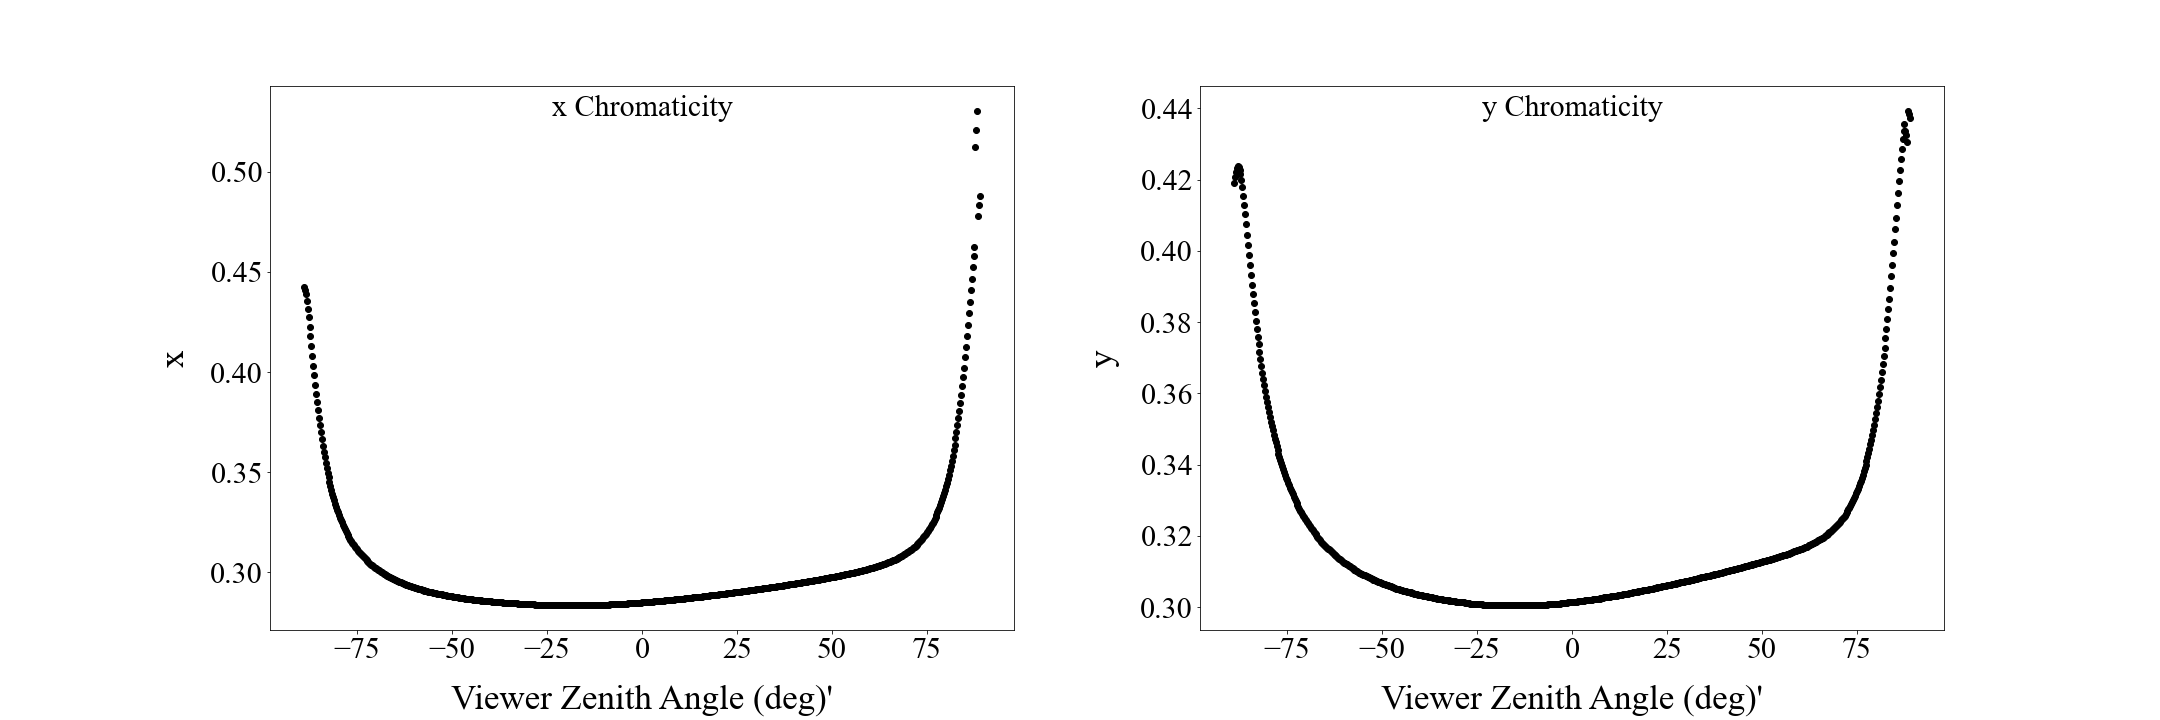 x Chromaticity
x
0.50
0.45
0.40
0.35
0.30
−75 −50 −25 0 25 50 75
Viewer Zenith Angle (deg)'
y Chromaticity
y
0.44
0.42
0.40
0.38
0.36
0.34
0.32
0.30
−75 −50 −25 0 25 50 75
Viewer Zenith Angle (deg)'